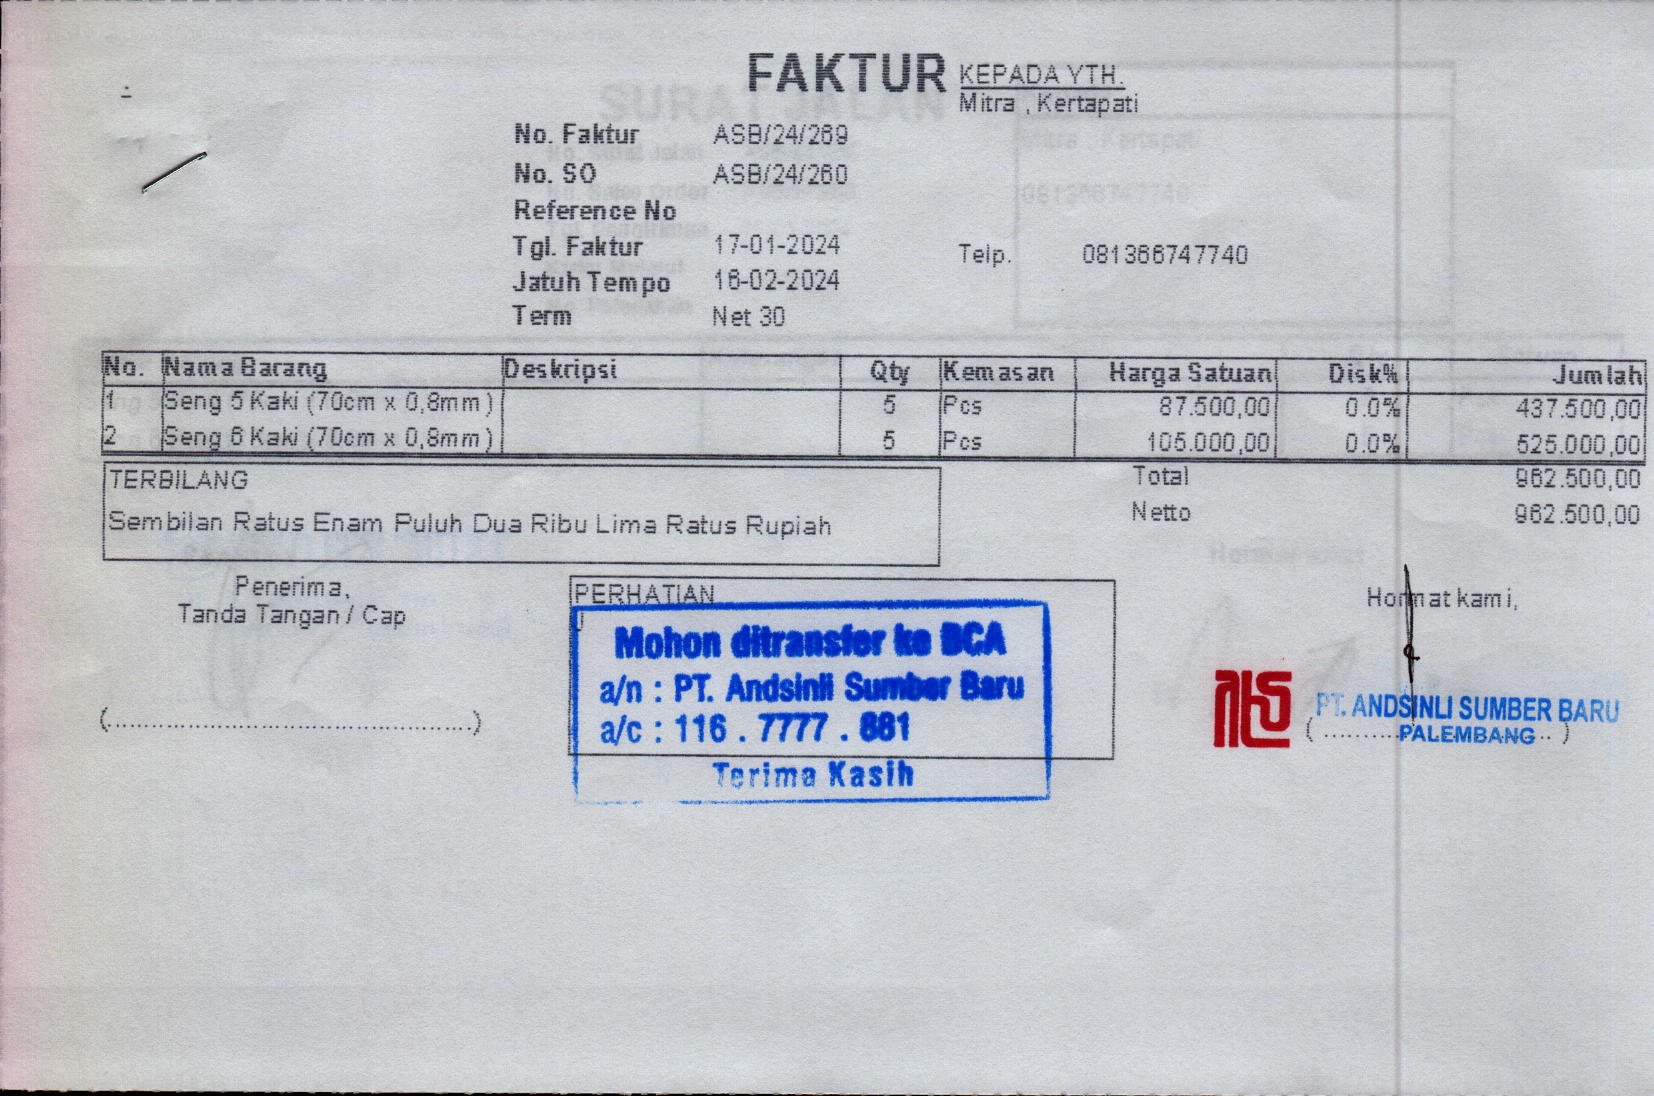 FAKTUR
KEPADA YTH.
Mitra , Kertapati
No. Faktur ASB/24/269
No. SO ASB/24/260
Reference No
Tgl. Faktur 17-01-2024
Telp. 081366747740
Jatuh Tempo 16-02-2024
Term Net 30
No. Nama Barang Deskripsi Qty Kemasan Harga Satuan Disk% Jumlah
1 Seng 5 Kaki (70cm x 0,8mm) 5 Pcs 87.500,00 0.0% 437.500,00
2 Seng 6 Kaki (70cm x 0,8mm) 5 Pcs 105.000,00 0.0% 525.000,00
TERBILANG
Sembilan Ratus Enam Puluh Dua Ribu Lima Ratus Rupiah
Total 962.500,00
Netto 962.500,00
Penerima,
Tanda Tangan / Cap
(....................................................)
PERHATIAN
Mohon ditransfer ke BCA
a/n : PT. Andsinli Sumber Baru
a/c : 116 . 7777 . 881
Terima Kasih
Hormat kami,
PT. ANDSINLI SUMBER BARU
PALEMBANG